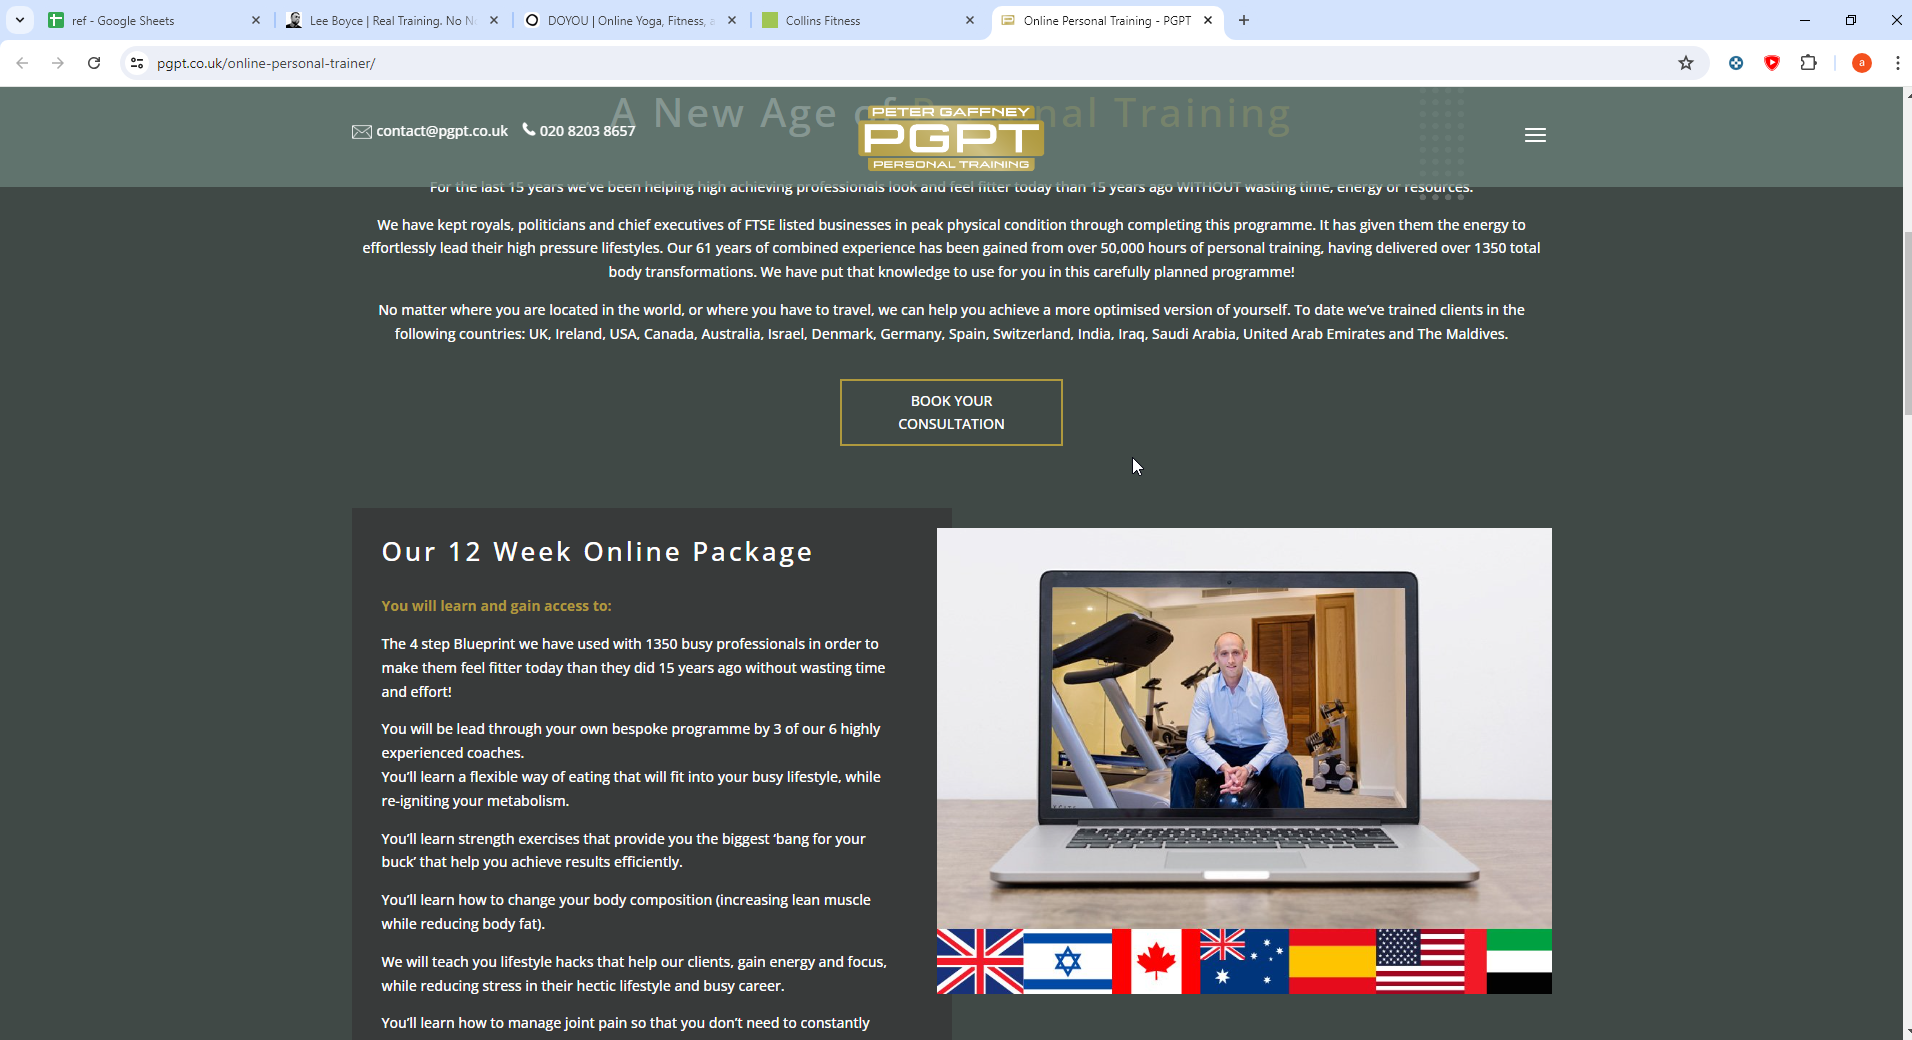 ref - Google Sheets
Lee Boyce | Real Training. No N
DOYOU | Online Yoga, Fitness, a
Collins Fitness
Online Personal Training - PGPT
pgpt.co.uk/online-personal-trainer/
a
A New Age of Personal Training
contact@pgpt.co.uk
020 8203 8657
PETER GAFFNEY
PGPT
PERSONAL TRAINING
For the last 15 years we've been helping high achieving professionals look and feel fitter today than 15 years ago WITHOUT wasting time, energy or resources.
We have kept royals, politicians and chief executives of FTSE listed businesses in peak physical condition through completing this programme. It has given them the energy to
effortlessly lead their high pressure lifestyles. Our 61 years of combined experience has been gained from over 50,000 hours of personal training, having delivered over 1350 total
body transformations. We have put that knowledge to use for you in this carefully planned programme!
No matter where you are located in the world, or where you have to travel, we can help you achieve a more optimised version of yourself. To date we've trained clients in the
following countries: UK, Ireland, USA, Canada, Australia, Israel, Denmark, Germany, Spain, Switzerland, India, Iraq, Saudi Arabia, United Arab Emirates and The Maldives.
BOOK YOUR
CONSULTATION
Our 12 Week Online Package
You will learn and gain access to:
The 4 step Blueprint we have used with 1350 busy professionals in order to
make them feel fitter today than they did 15 years ago without wasting time
and effort!
You will be lead through your own bespoke programme by 3 of our 6 highly
experienced coaches.
You'll learn a flexible way of eating that will fit into your busy lifestyle, while
re-igniting your metabolism.
You'll learn strength exercises that provide you the biggest 'bang for your
buck' that help you achieve results efficiently.
You'll learn how to change your body composition (increasing lean muscle
while reducing body fat).
We will teach you lifestyle hacks that help our clients, gain energy and focus,
while reducing stress in their hectic lifestyle and busy career.
You'll learn how to manage joint pain so that you don't need to constantly